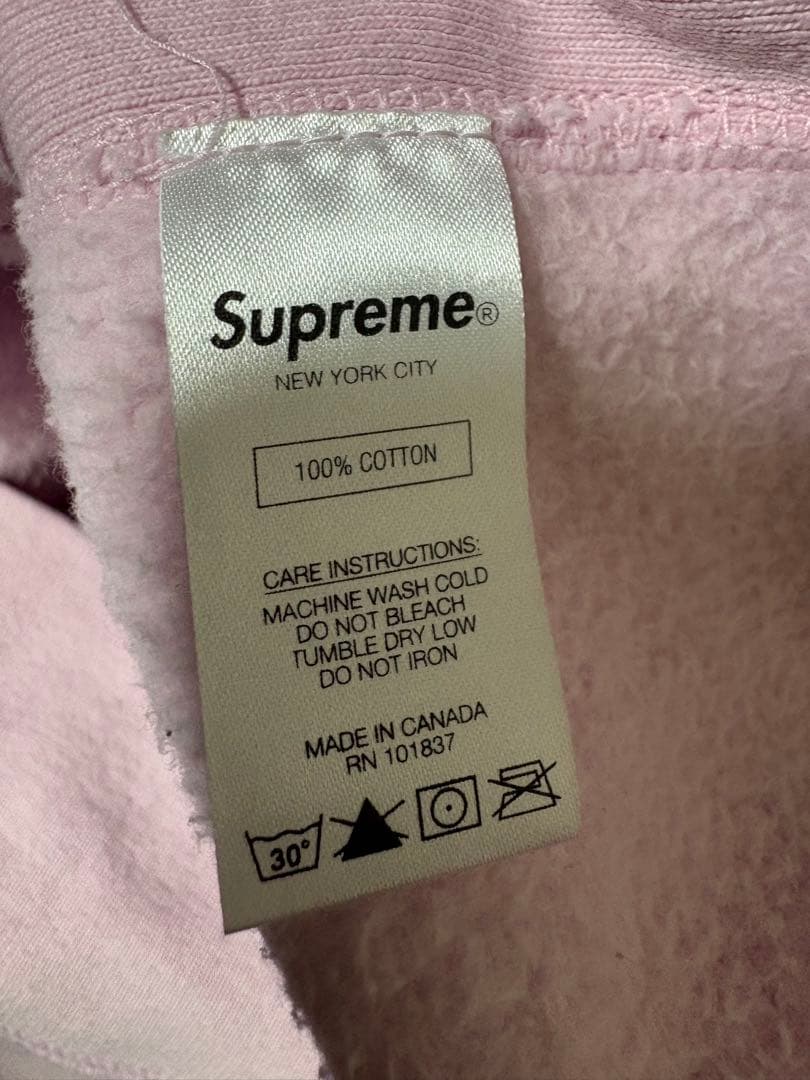 Supreme®
NEW YORK CITY
100% COTTON
CARE INSTRUCTIONS:
MACHINE WASH COLD
DO NOT BLEACH
TUMBLE DRY LOW
DO NOT IRON
MADE IN CANADA
RN 101837
30°